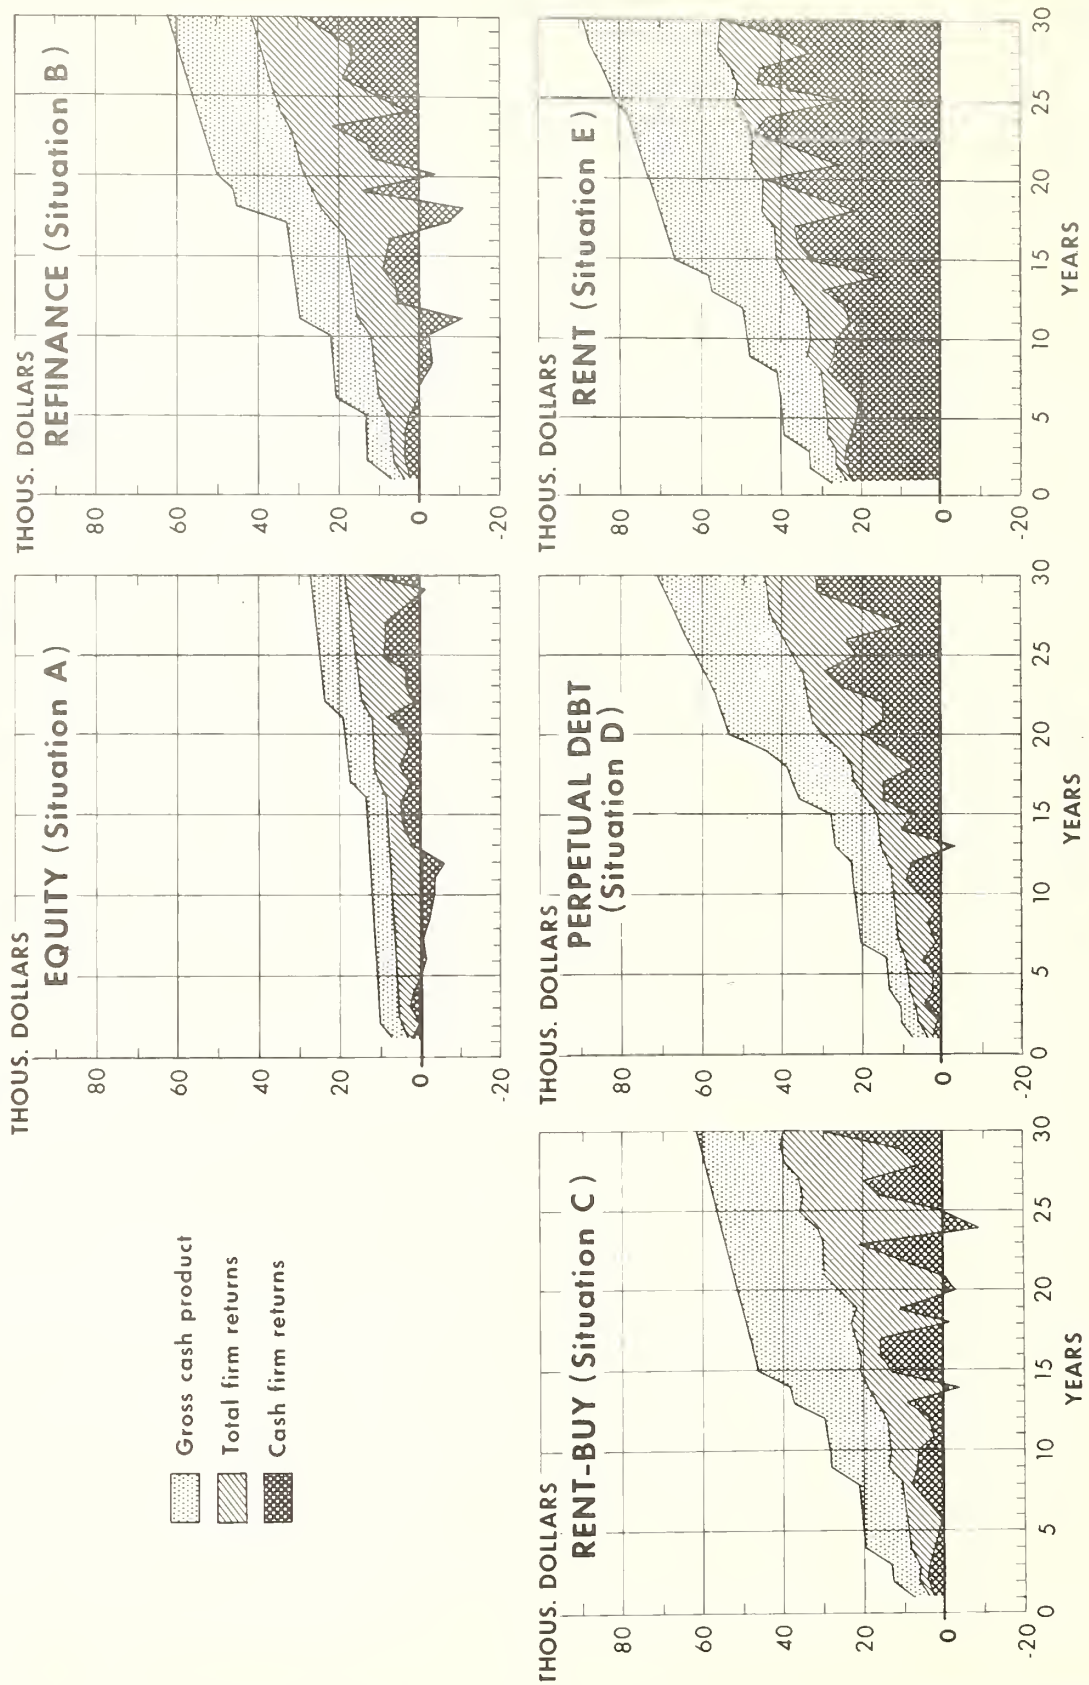 Gross cash product
Total firm returns
Cash firm returns
THOUS. DOLLARS
EQUITY (Situation A)
80
60
40
20
0
-20
THOUS. DOLLARS
REFINANCE (Situation B)
80
60
40
20
0
-20
THOUS. DOLLARS
RENT-BUY (Situation C)
80
60
40
20
0
-20
0 5 10 15 20 25 30
YEARS
THOUS. DOLLARS
PERPETUAL DEBT
(Situation D)
80
60
40
20
0
-20
0 5 10 15 20 25 30
YEARS
THOUS. DOLLARS
RENT (Situation E)
80
60
40
20
0
-20
0 5 10 15 20 25 30
YEARS